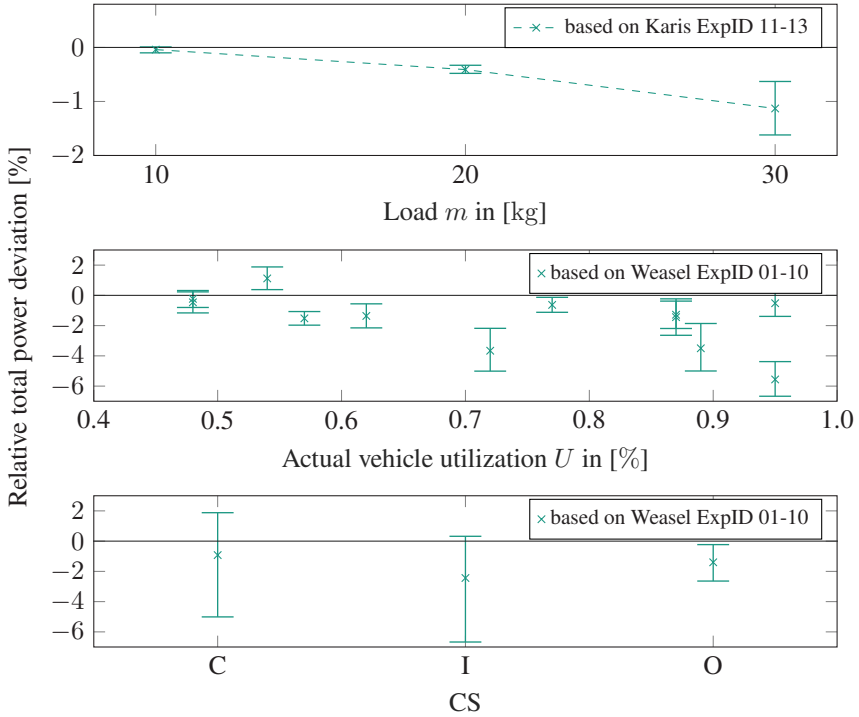 Relative total power deviation [%]
0
−1
−2
based on Karis ExpID 11-13
10 20 30
Load m in [kg]
2
0
−2
−4
−6
based on Weasel ExpID 01-10
0.4 0.5 0.6 0.7 0.8 0.9 1.0
Actual vehicle utilization U in [%]
2
0
−2
−4
−6
based on Weasel ExpID 01-10
C I O
CS